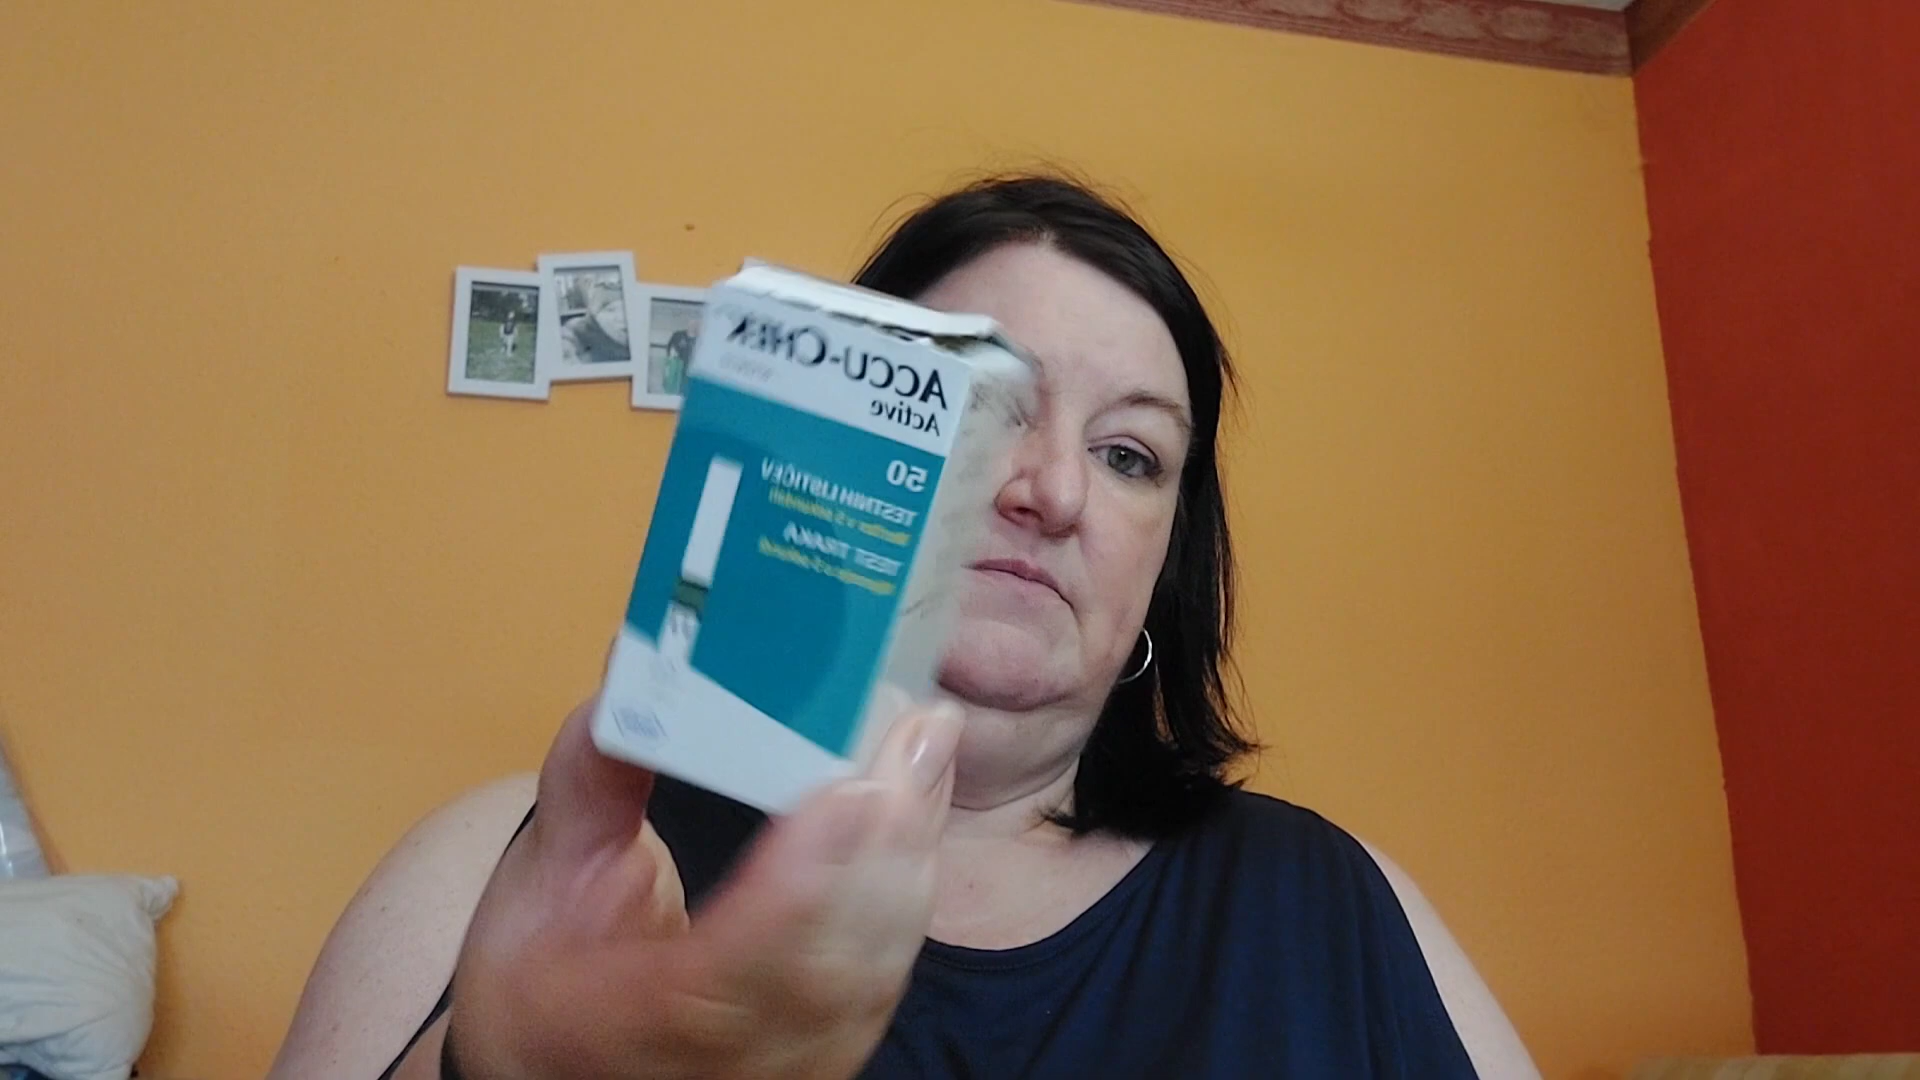 ACCU-CHEK
Active
50
TESTNIH LISTIČEV
TEST TRAKA